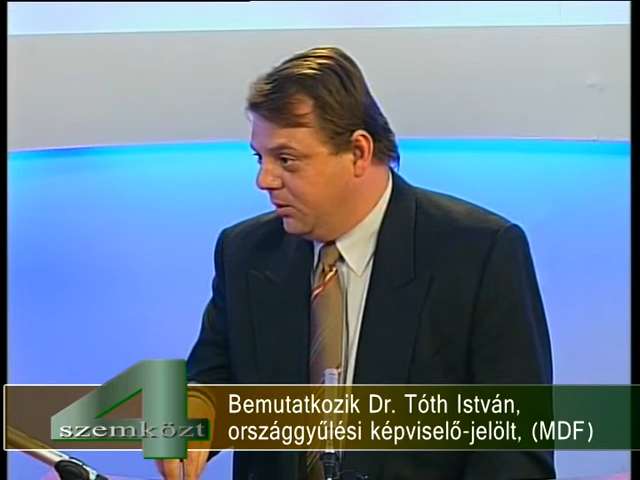 4
szemközt
Bemutatkozik Dr. Tóth István,
országgyűlési képviselő-jelölt, (MDF)